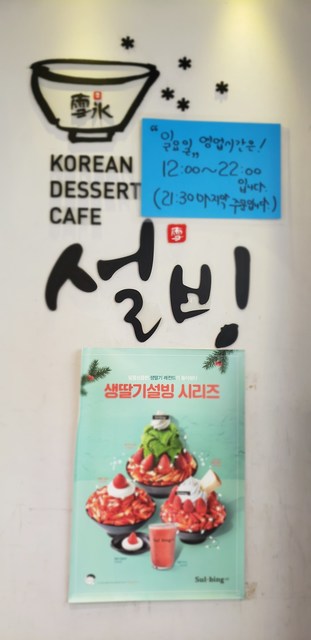 雪氷
KOREAN
DESSERT
CAFE
"일요일" 영업시간은!
12:00~22:00
입니다.
(21:30 마지막 주문입니다)
설빙
생딸기설빙 시리즈
Sul·bing
Sul·bing